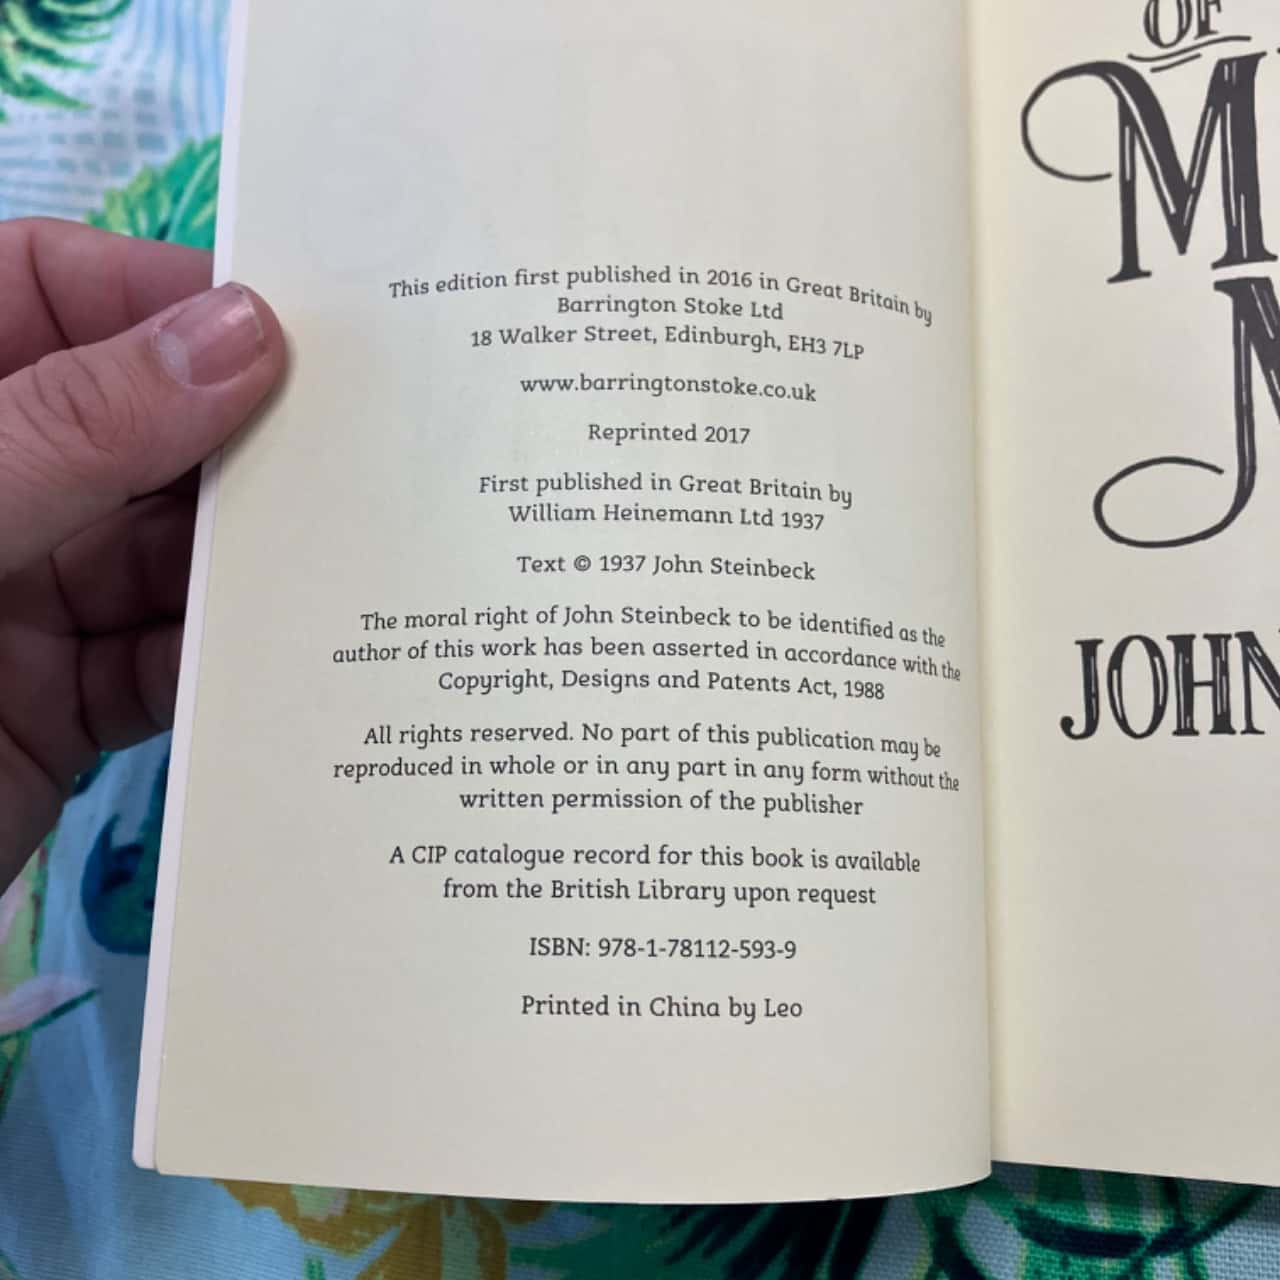 This edition first published in 2016 in Great Britain by
Barrington Stoke Ltd
18 Walker Street, Edinburgh, EH3 7LP
www.barringtonstoke.co.uk
Reprinted 2017
First published in Great Britain by
William Heinemann Ltd 1937
Text © 1937 John Steinbeck
The moral right of John Steinbeck to be identified as the
author of this work has been asserted in accordance with the
Copyright, Designs and Patents Act, 1988
All rights reserved. No part of this publication may be
reproduced in whole or in any part in any form without the
written permission of the publisher
A CIP catalogue record for this book is available
from the British Library upon request
ISBN: 978-1-78112-593-9
Printed in China by Leo
OF
M
JOHN